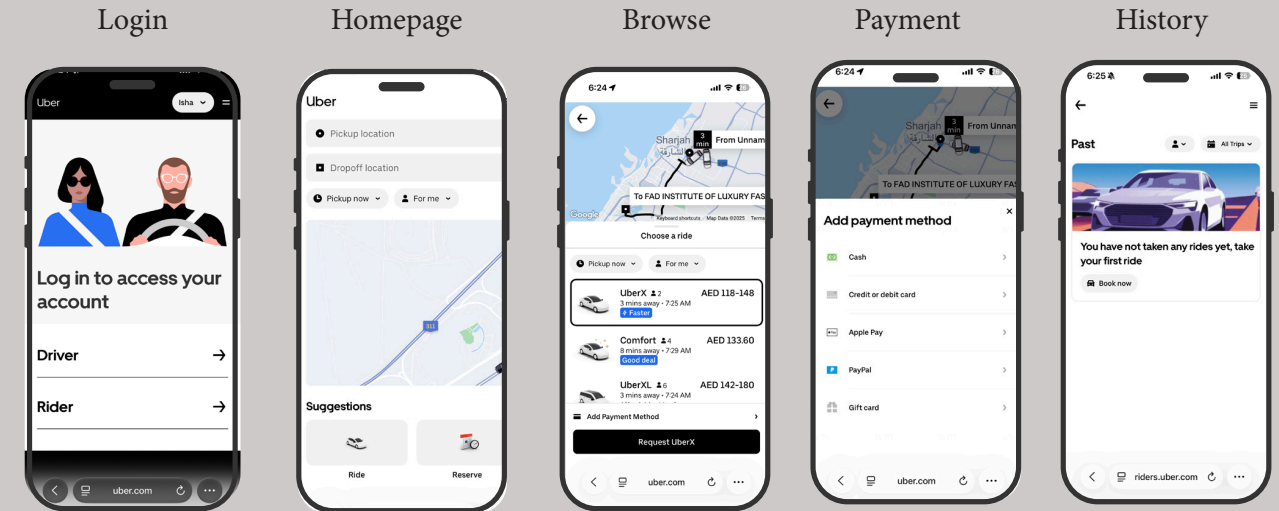 Login
Homepage
Browse
Payment
History
Uber
Isha
Log in to access your
account
Driver
Rider
uber.com
Uber
Pickup location
Dropoff location
Pickup now
For me
311
Suggestions
Ride
Reserve
6:24
Sharjah
الشارقة
3
min
From Unnam
To FAD INSTITUTE OF LUXURY FAS
Google
Keyboard shortcuts
Map Data ©2025
Terms
Choose a ride
Pickup now
For me
UberX 2 AED 118-148
3 mins away • 7:25 AM
Faster
Comfort 4 AED 133.60
8 mins away • 7:29 AM
Good deal
UberXL 6 AED 142-180
3 mins away • 7:24 AM
Add Payment Method
Request UberX
uber.com
6:24
Sharjah
الشارقة
3
min
From Unnam
To FAD INSTITUTE OF LUXURY FAS
Add payment method
Cash
Credit or debit card
Apple Pay
PayPal
Gift card
uber.com
6:25
Past
All Trips
You have not taken any rides yet, take
your first ride
Book now
riders.uber.com